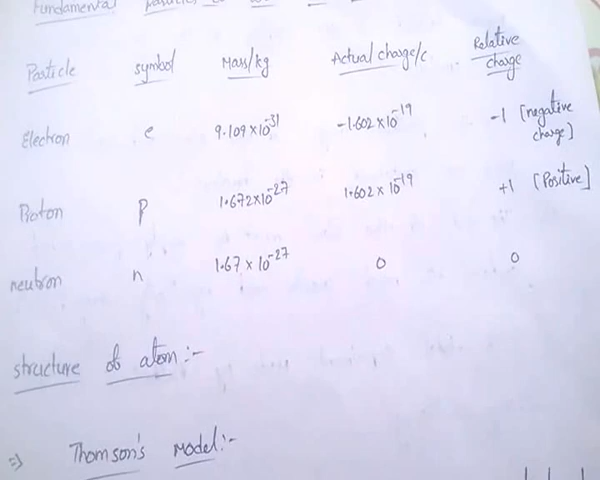 Fundamental particles
Particle symbol Mass/kg Actual charge/c Relative charge
Electron e 9.109×10⁻³¹ -1.602×10⁻¹⁹ -1 [negative charge]
Proton p 1.672×10⁻²⁷ 1.602×10⁻¹⁹ +1 [Positive]
neutron n 1.67×10⁻²⁷ 0 0
structure of atom:-
⇒ Thomson's Model:-